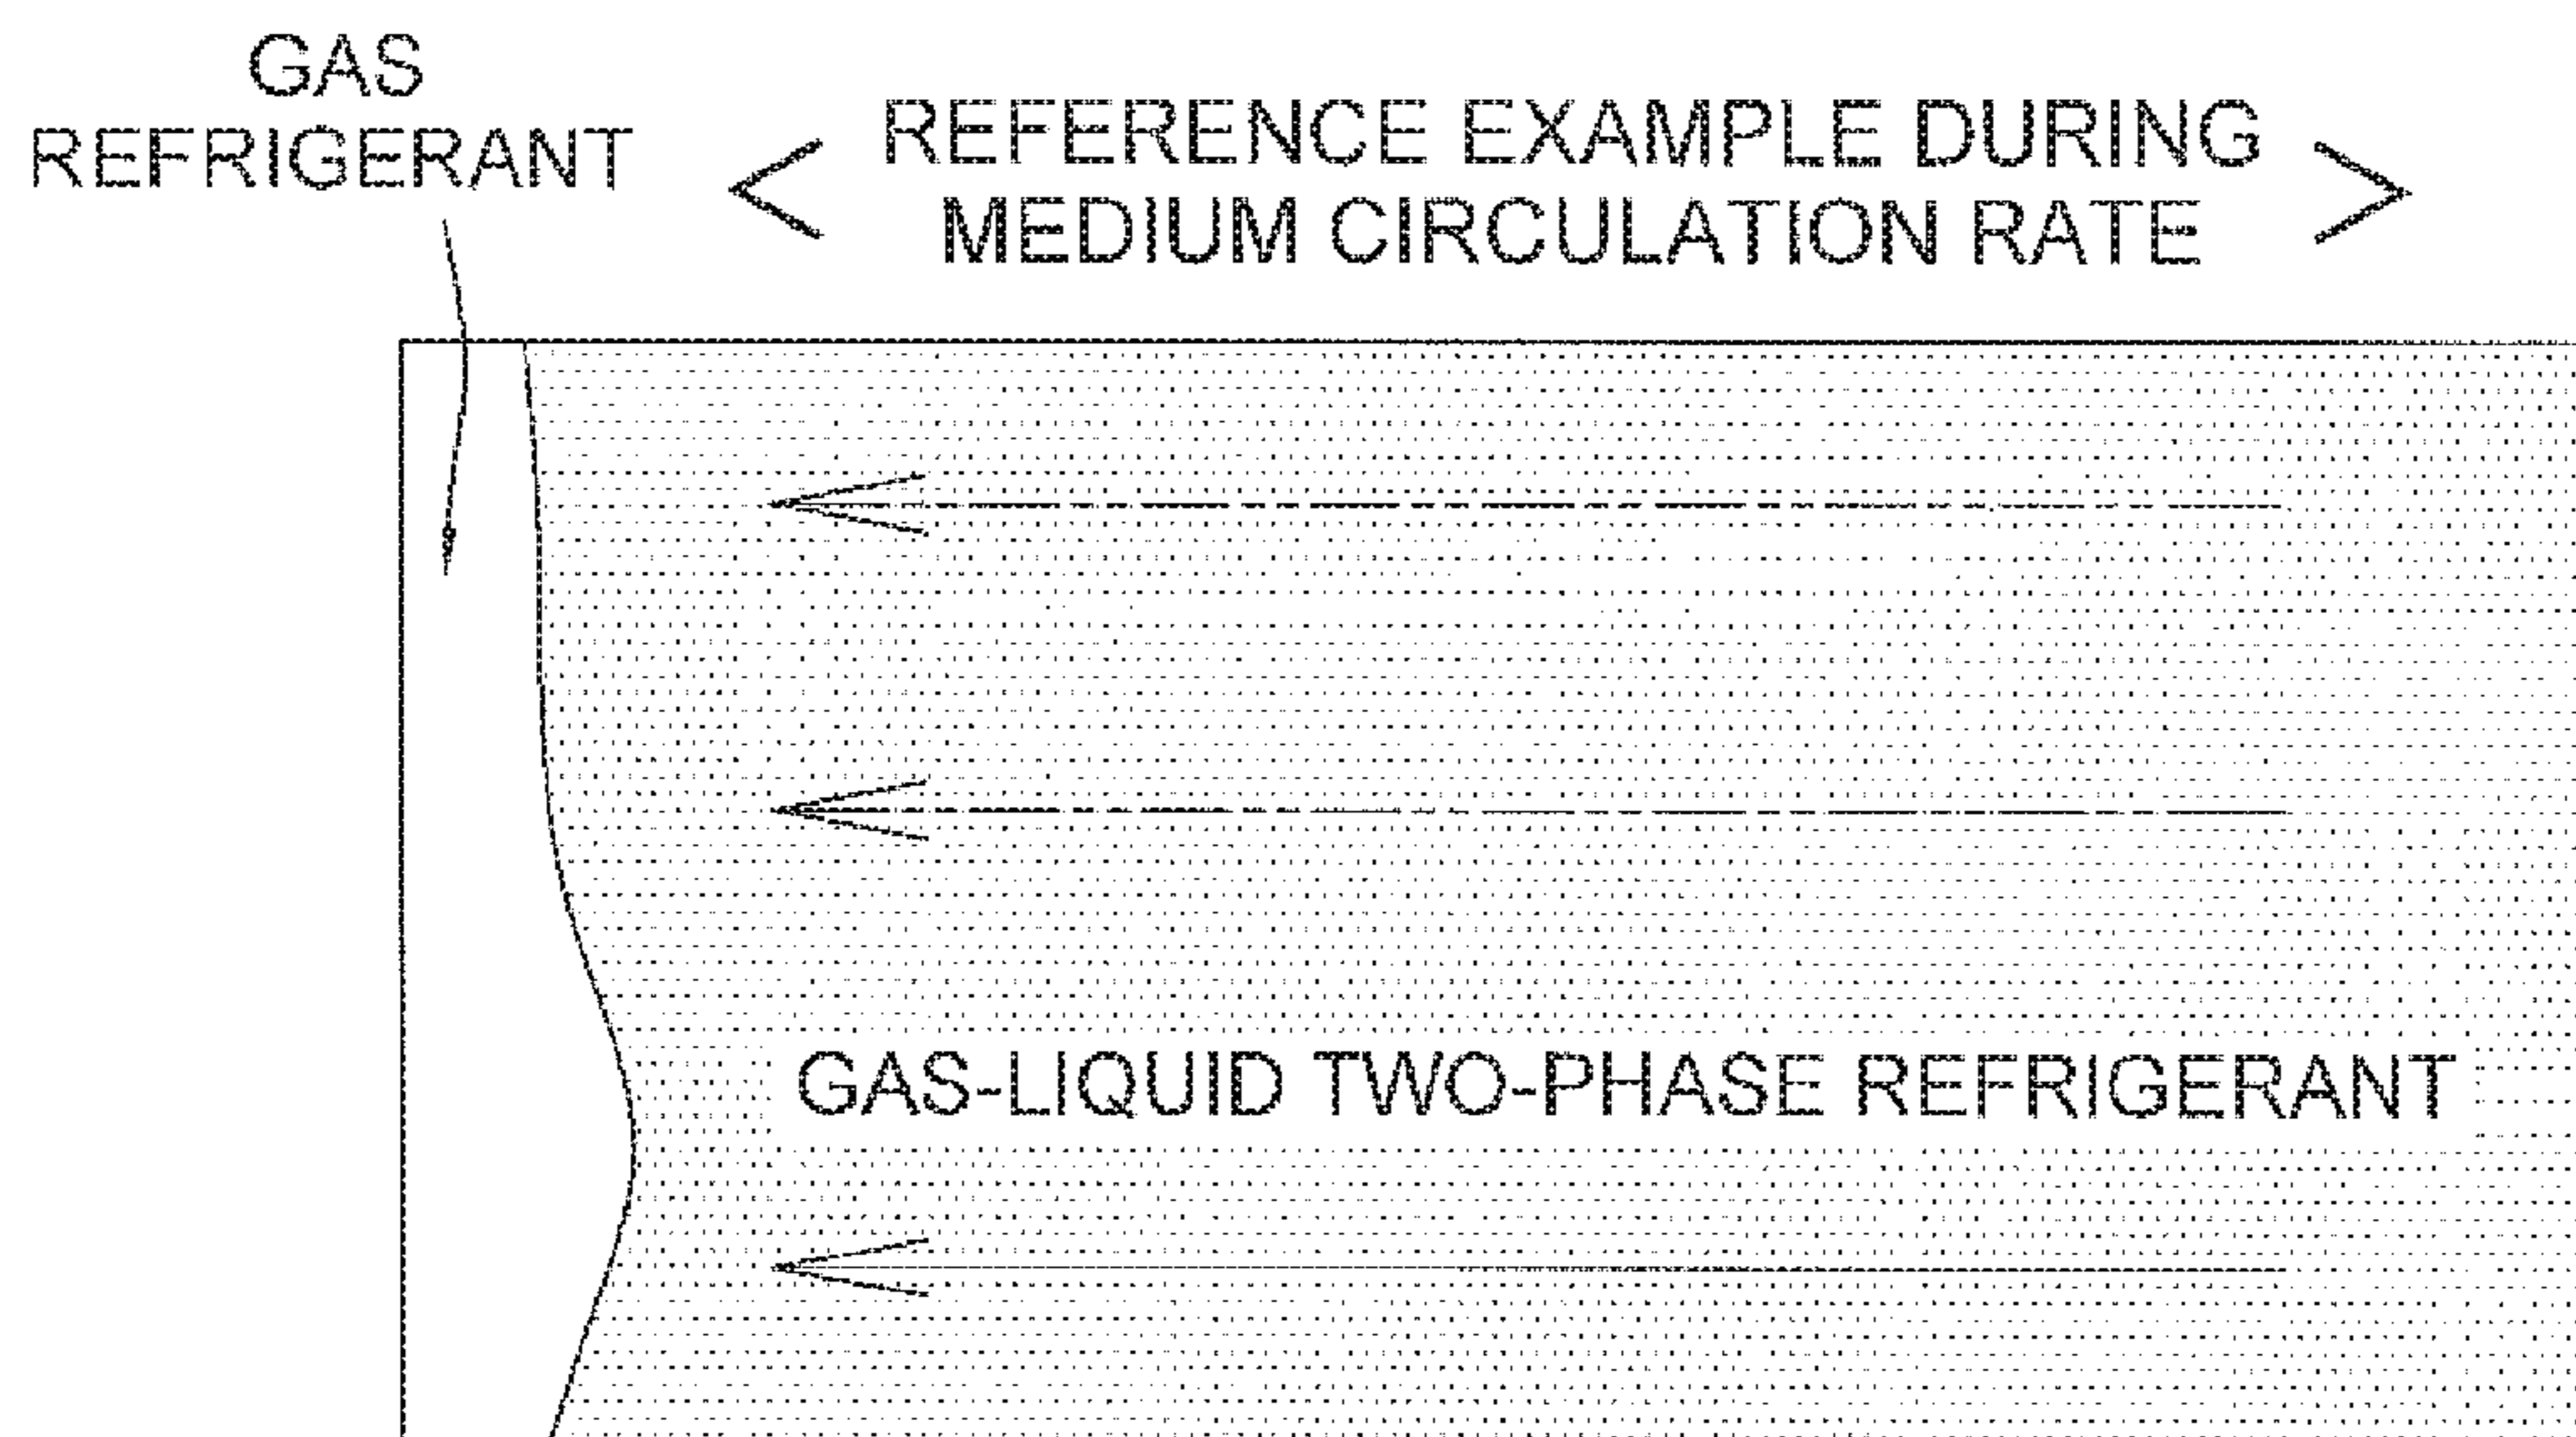 GAS
REFRIGERANT
< REFERENCE EXAMPLE DURING
MEDIUM CIRCULATION RATE >
GAS-LIQUID TWO-PHASE REFRIGERANT